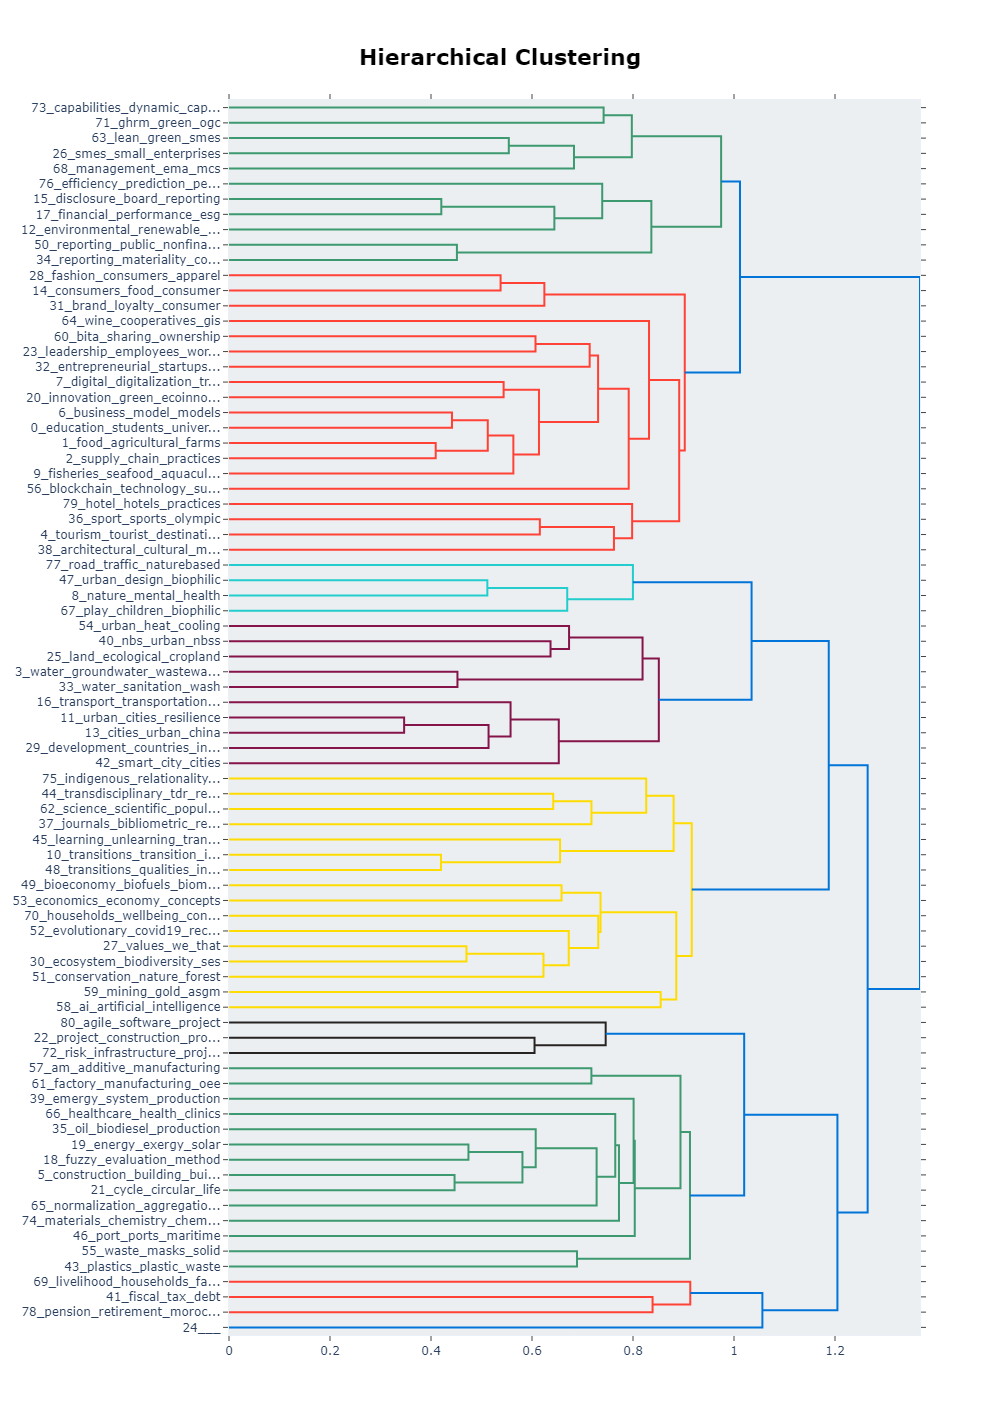 Hierarchical Clustering
73_capabilities_dynamic_cap...
71_ghrm_green_ogc
63_lean_green_smes
26_smes_small_enterprises
68_management_ema_mcs
76_efficiency_prediction_pe...
15_disclosure_board_reporting
17_financial_performance_esg
12_environmental_renewable_...
50_reporting_public_nonfina...
34_reporting_materiality_co...
28_fashion_consumers_apparel
14_consumers_food_consumer
31_brand_loyalty_consumer
64_wine_cooperatives_gis
60_bita_sharing_ownership
23_leadership_employees_wor...
32_entrepreneurial_startups...
7_digital_digitalization_tr...
20_innovation_green_ecoinno...
6_business_model_models
0_education_students_univer...
1_food_agricultural_farms
2_supply_chain_practices
9_fisheries_seafood_aquacul...
56_blockchain_technology_su...
79_hotel_hotels_practices
36_sport_sports_olympic
4_tourism_tourist_destinati...
38_architectural_cultural_m...
77_road_traffic_naturebased
47_urban_design_biophilic
8_nature_mental_health
67_play_children_biophilic
54_urban_heat_cooling
40_nbs_urban_nbss
25_land_ecological_cropland
3_water_groundwater_wastewa...
33_water_sanitation_wash
16_transport_transportation...
11_urban_cities_resilience
13_cities_urban_china
29_development_countries_in...
42_smart_city_cities
75_indigenous_relationality...
44_transdisciplinary_tdr_re...
62_science_scientific_popul...
37_journals_bibliometric_re...
45_learning_unlearning_tran...
10_transitions_transition_i...
48_transitions_qualities_in...
49_bioeconomy_biofuels_biom...
53_economics_economy_concepts
70_households_wellbeing_con...
52_evolutionary_covid19_rec...
27_values_we_that
30_ecosystem_biodiversity_ses
51_conservation_nature_forest
59_mining_gold_asgm
58_ai_artificial_intelligence
80_agile_software_project
22_project_construction_pro...
72_risk_infrastructure_proj...
57_am_additive_manufacturing
61_factory_manufacturing_oee
39_emergy_system_production
66_healthcare_health_clinics
35_oil_biodiesel_production
19_energy_exergy_solar
18_fuzzy_evaluation_method
5_construction_building_bui...
21_cycle_circular_life
65_normalization_aggregatio...
74_materials_chemistry_chem...
46_port_ports_maritime
55_waste_masks_solid
43_plastics_plastic_waste
69_livelihood_households_fa...
41_fiscal_tax_debt
78_pension_retirement_moroc...
24___
0 0.2 0.4 0.6 0.8 1 1.2